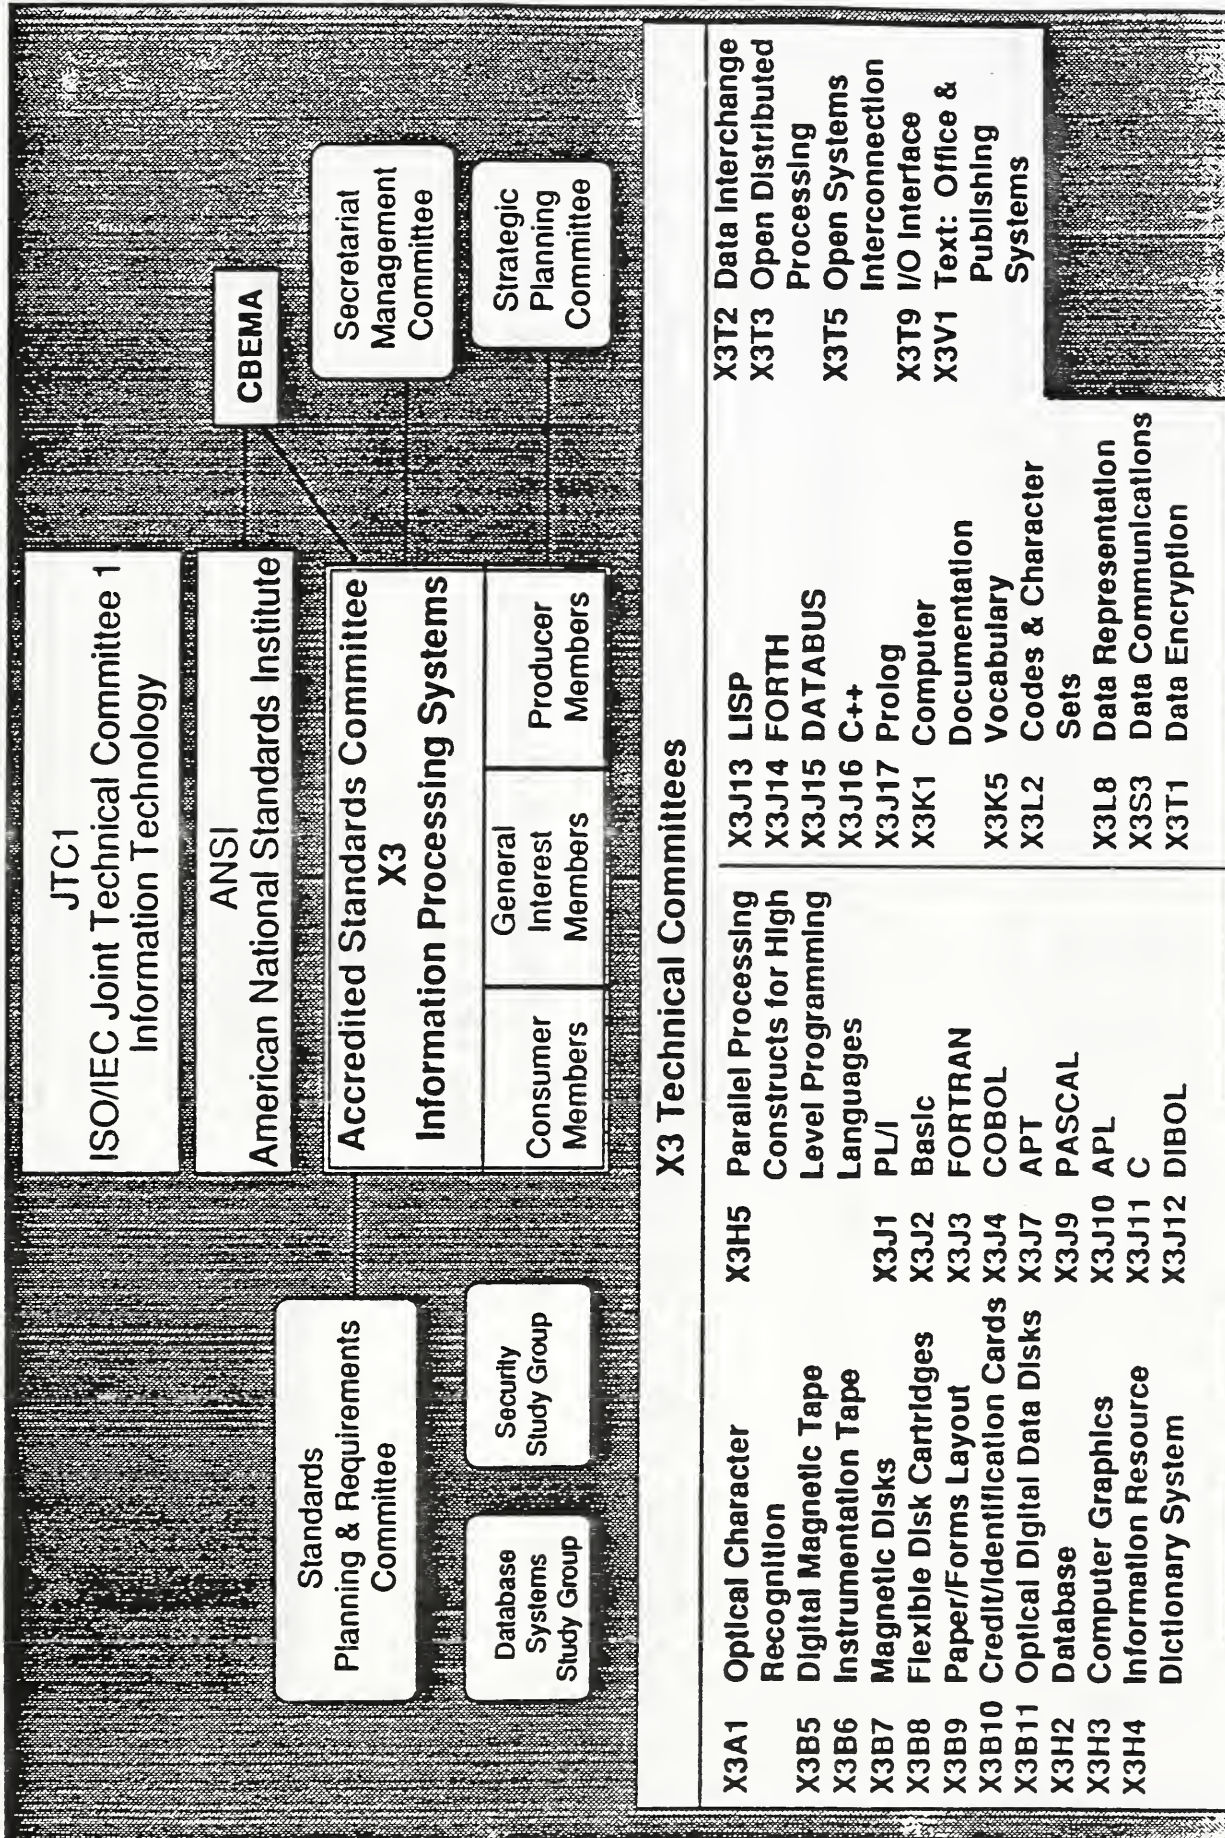 JTC1
ISO/IEC Joint Technical Committee 1
Information Technology
ANSI
American National Standards Institute
CBEMA
Accredited Standards Committee
X3
Information Processing Systems
Consumer
Members
General
Interest
Members
Producer
Members
Secretariat
Management
Committee
Strategic
Planning
Committee
Standards
Planning & Requirements
Committee
Database
Systems
Study Group
Security
Study Group
X3 Technical Committees
X3A1 Optical Character
Recognition
X3B5 Digital Magnetic Tape
X3B6 Instrumentation Tape
X3B7 Magnetic Disks
X3B8 Flexible Disk Cartridges
X3B9 Paper/Forms Layout
X3B10 Credit/Identification Cards
X3B11 Optical Digital Data Disks
X3H2 Database
X3H3 Computer Graphics
X3H4 Information Resource
Dictionary System
X3H5 Parallel Processing
Constructs for High
Level Programming
Languages
X3J1 PL/I
X3J2 Basic
X3J3 FORTRAN
X3J4 COBOL
X3J7 APT
X3J9 PASCAL
X3J10 APL
X3J11 C
X3J12 DIBOL
X3J13 LISP
X3J14 FORTH
X3J15 DATABUS
X3J16 C++
X3J17 Prolog
X3K1 Computer
Documentation
X3K5 Vocabulary
X3L2 Codes & Character
Sets
X3L8 Data Representation
X3S3 Data Communications
X3T1 Data Encryption
X3T2 Data Interchange
X3T3 Open Distributed
Processing
X3T5 Open Systems
Interconnection
X3T9 I/O Interface
X3V1 Text: Office &
Publishing
Systems